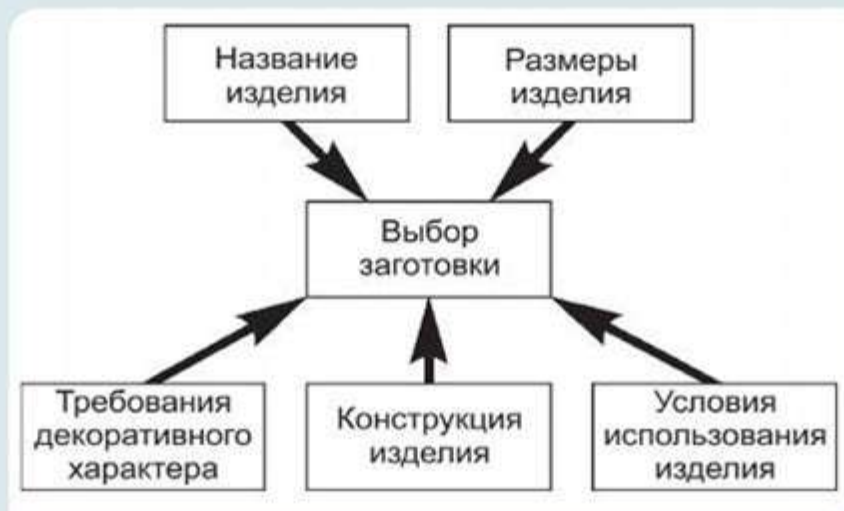 Название
изделия
Размеры
изделия
Выбор
заготовки
Требования
декоративного
характера
Конструкция
изделия
Условия
использования
изделия